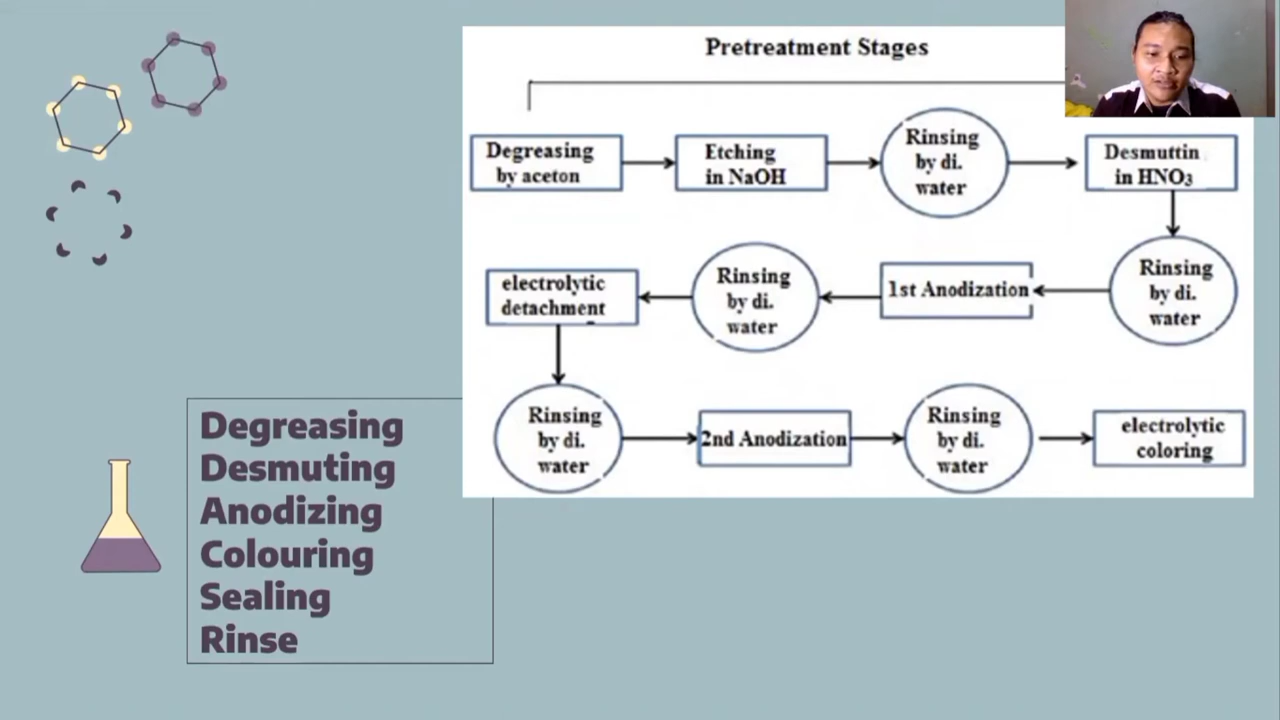 Pretreatment Stages
Degreasing
by aceton
Etching
in NaOH
Rinsing
by di.
water
Desmuttin
in HNO3
Rinsing
by di.
water
1st Anodization
Rinsing
by di.
water
electrolytic
detachment
Rinsing
by di.
water
2nd Anodization
Rinsing
by di.
water
electrolytic
coloring
Degreasing
Desmuting
Anodizing
Colouring
Sealing
Rinse